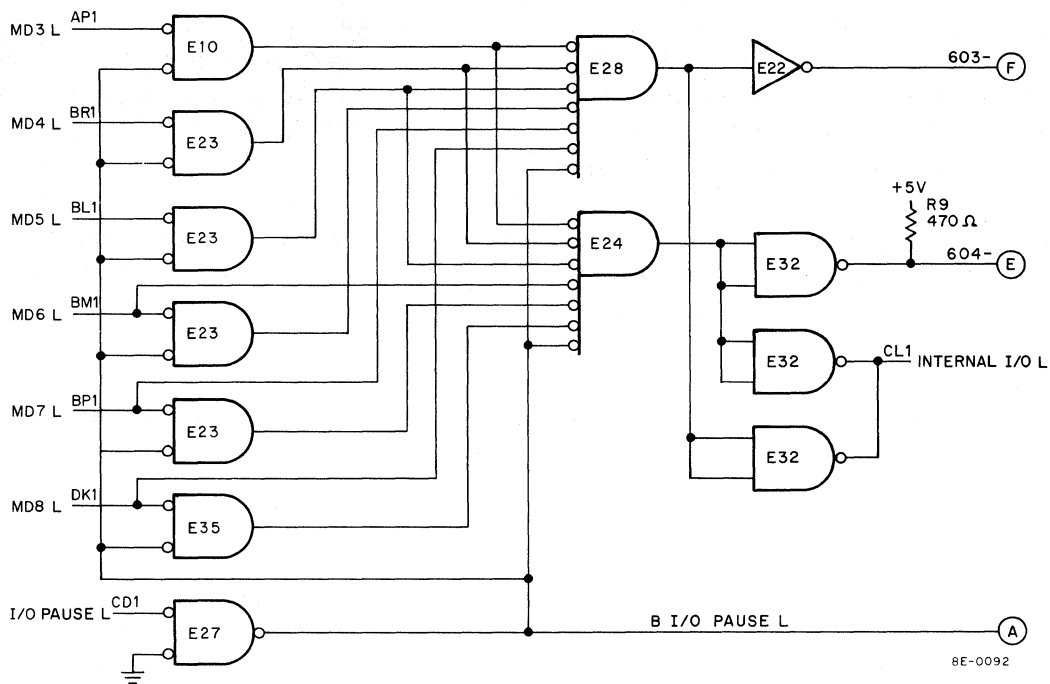 MD3 L AP1
E10
MD4 L BR1
E23
MD5 L BL1
E23
MD6 L BM1
E23
MD7 L BP1
E23
MD8 L DK1
E35
I/O PAUSE L CD1
E27
E28
E24
E22
603-
F
+5V
R9
470 Ω
E32
604-
E
E32
CL1
INTERNAL I/O L
E32
B I/O PAUSE L
A
8E-0092